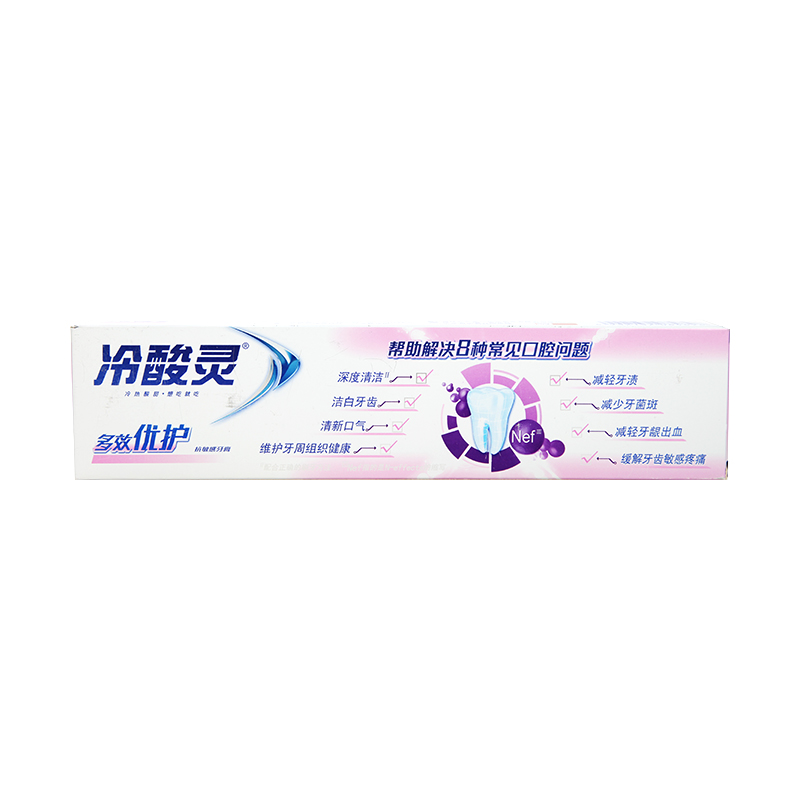 冷酸灵®
冷热酸甜·想吃就吃
多效优护
抗敏感牙膏
帮助解决8种常见口腔问题
深度清洁
洁白牙齿
清新口气
维护牙周组织健康
Nef
减轻牙渍
减少牙菌斑
减轻牙龈出血
缓解牙齿敏感疼痛